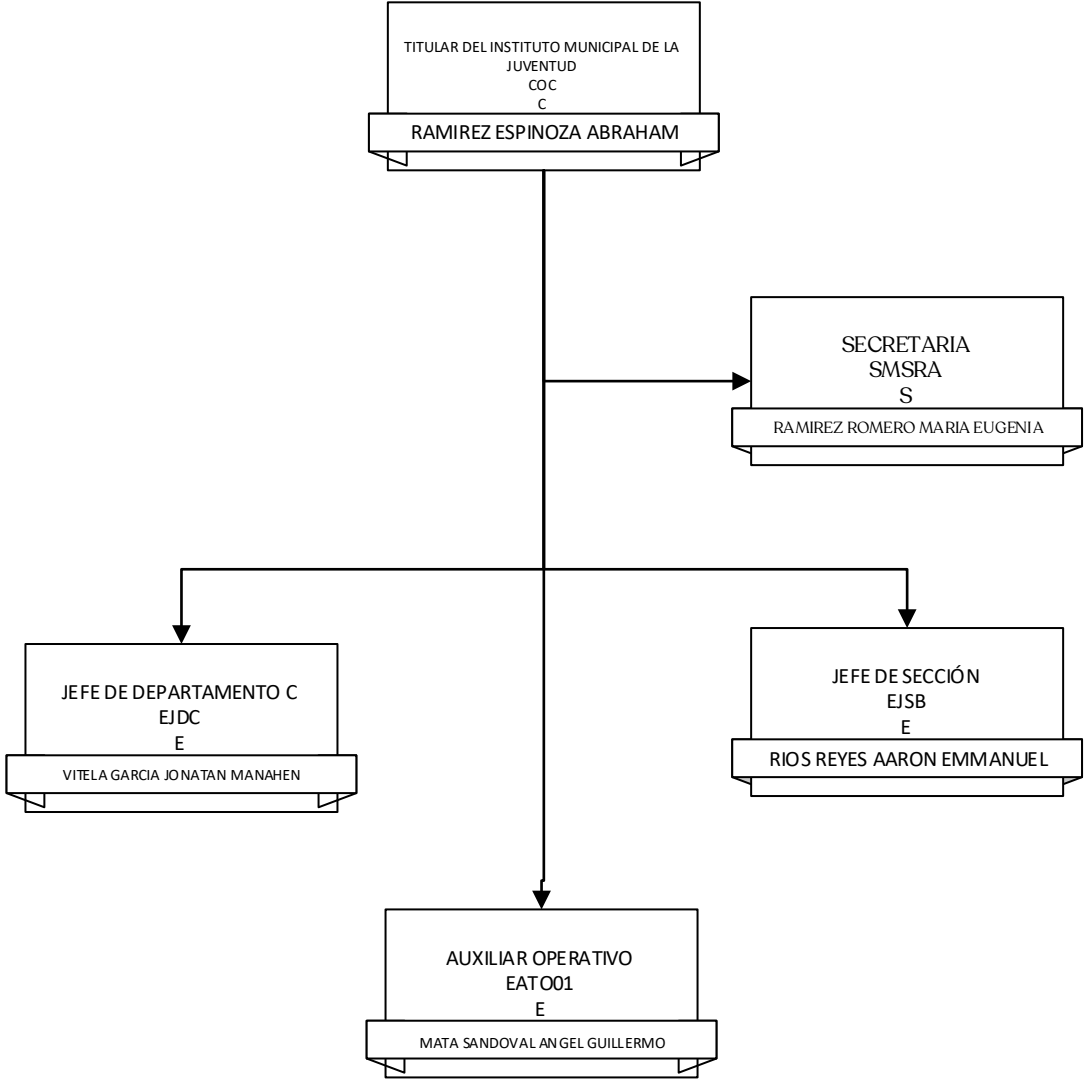 TITULAR DEL INSTITUTO MUNICIPAL DE LA
JUVENTUD
COC
C
RAMIREZ ESPINOZA ABRAHAM
SECRETARIA
SMSRA
S
RAMIREZ ROMERO MARIA EUGENIA
JEFE DE DEPARTAMENTO C
EJDC
E
VITELA GARCIA JONATAN MANAHEN
JEFE DE SECCIÓN
EJSB
E
RIOS REYES AARON EMMANUEL
AUXILIAR OPERATIVO
EATO01
E
MATA SANDOVAL ANGEL GUILLERMO